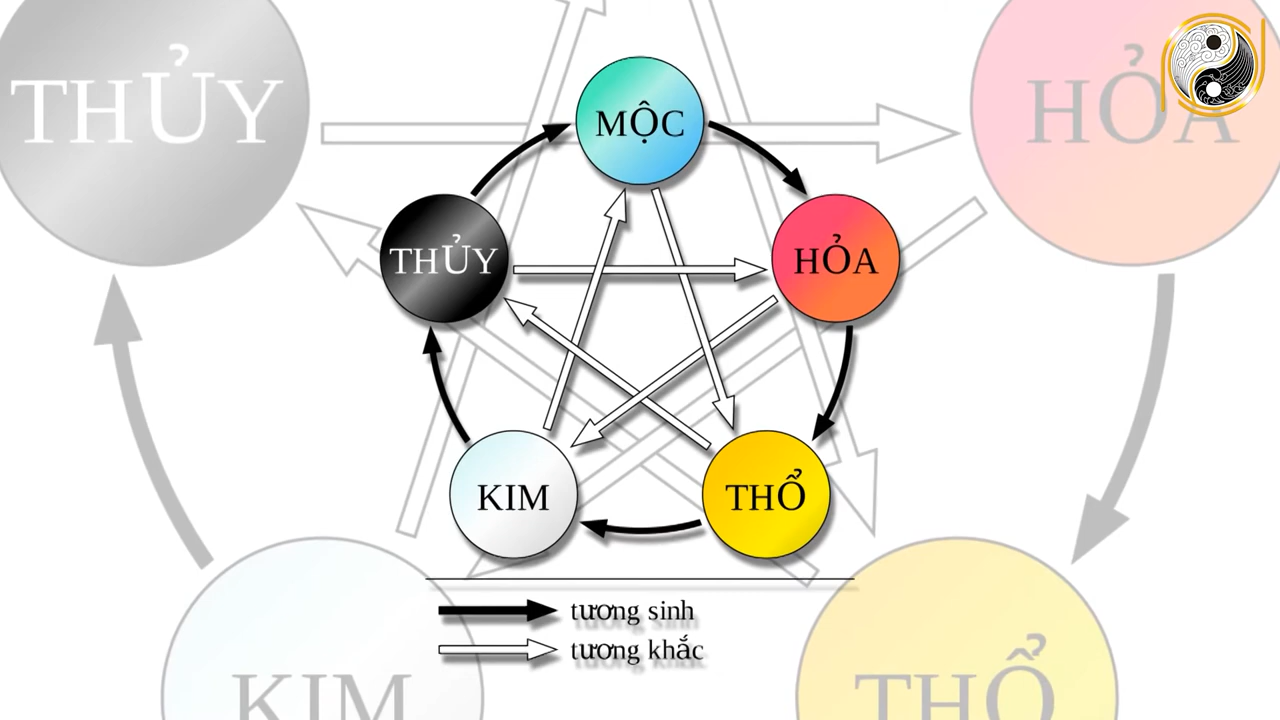 THỦY
HỎA
MỘC
THỦY
HỎA
KIM
THỔ
tương sinh
tương khắc
KIM
THỔ